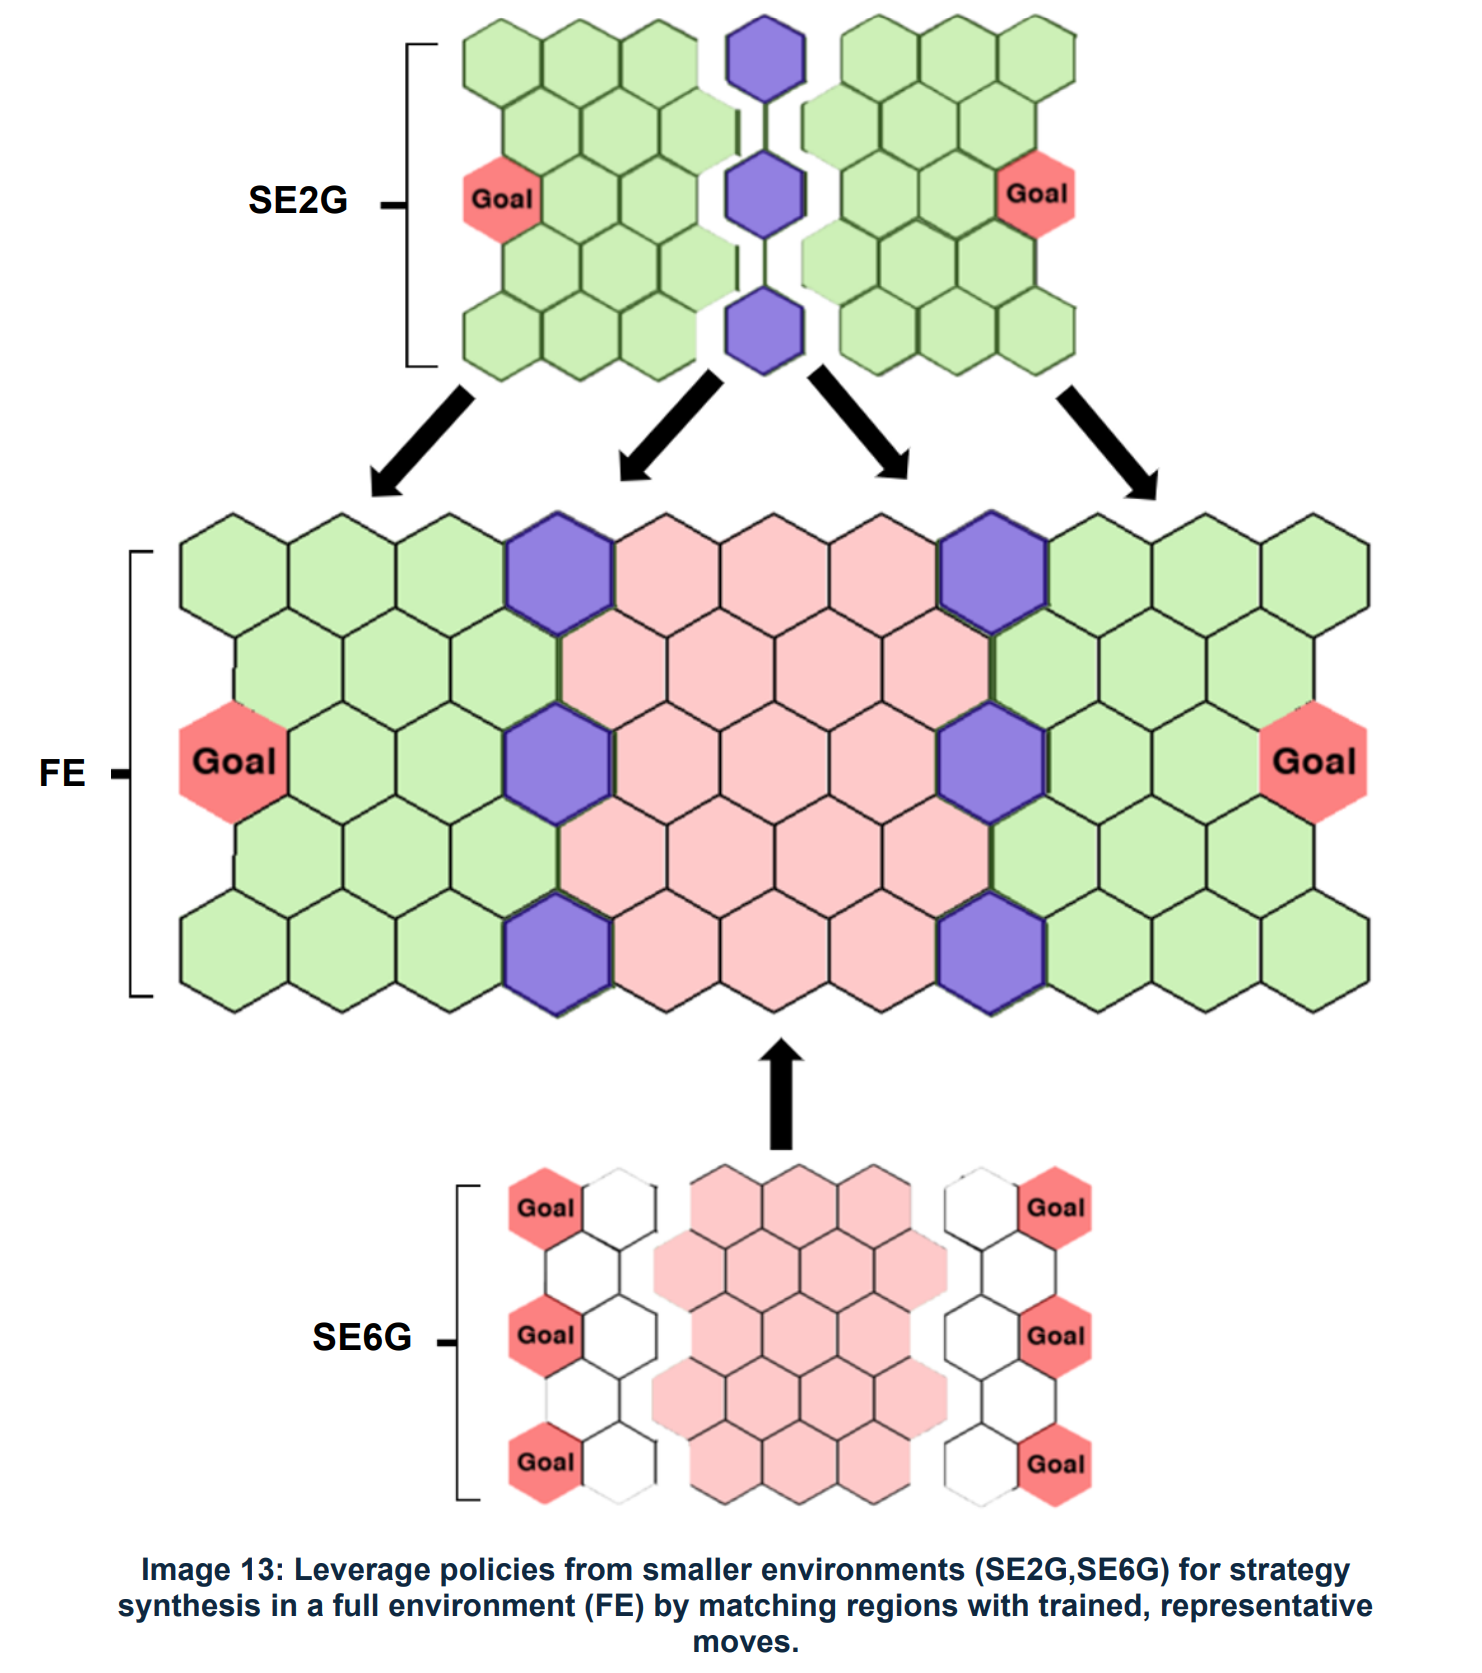 SE2G
Goal
Goal
FE
Goal
Goal
SE6G
Goal
Goal
Goal
Goal
Goal
Goal
Image 13: Leverage policies from smaller environments (SE2G,SE6G) for strategy
synthesis in a full environment (FE) by matching regions with trained, representative
moves.